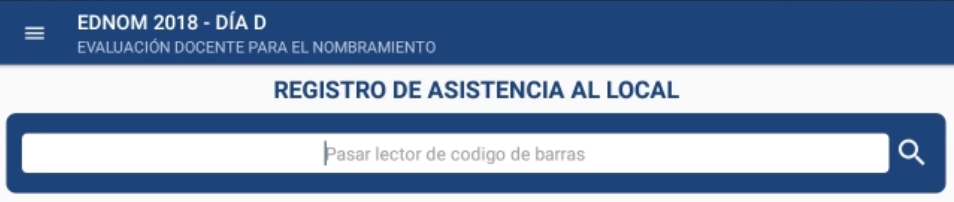 EDNOM 2018 - DÍA D
EVALUACIÓN DOCENTE PARA EL NOMBRAMIENTO
REGISTRO DE ASISTENCIA AL LOCAL
Pasar lector de codigo de barras